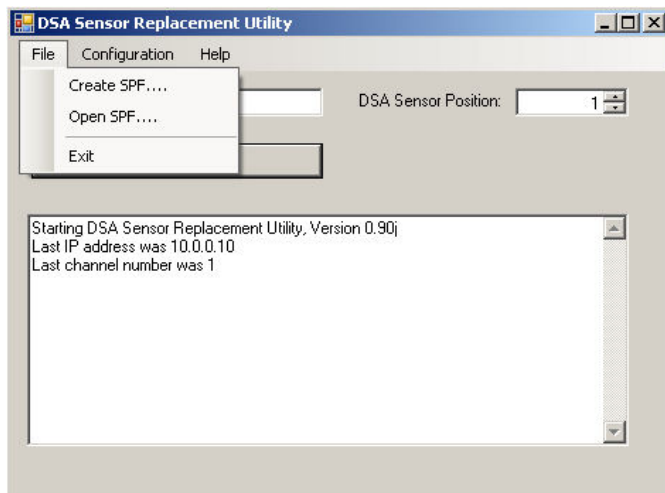 DSA Sensor Replacement Utility
File Configuration Help
Create SPF....
DSA Sensor Position: 1
Open SPF....
Exit
Starting DSA Sensor Replacement Utility, Version 0.90j
Last IP address was 10.0.0.10
Last channel number was 1